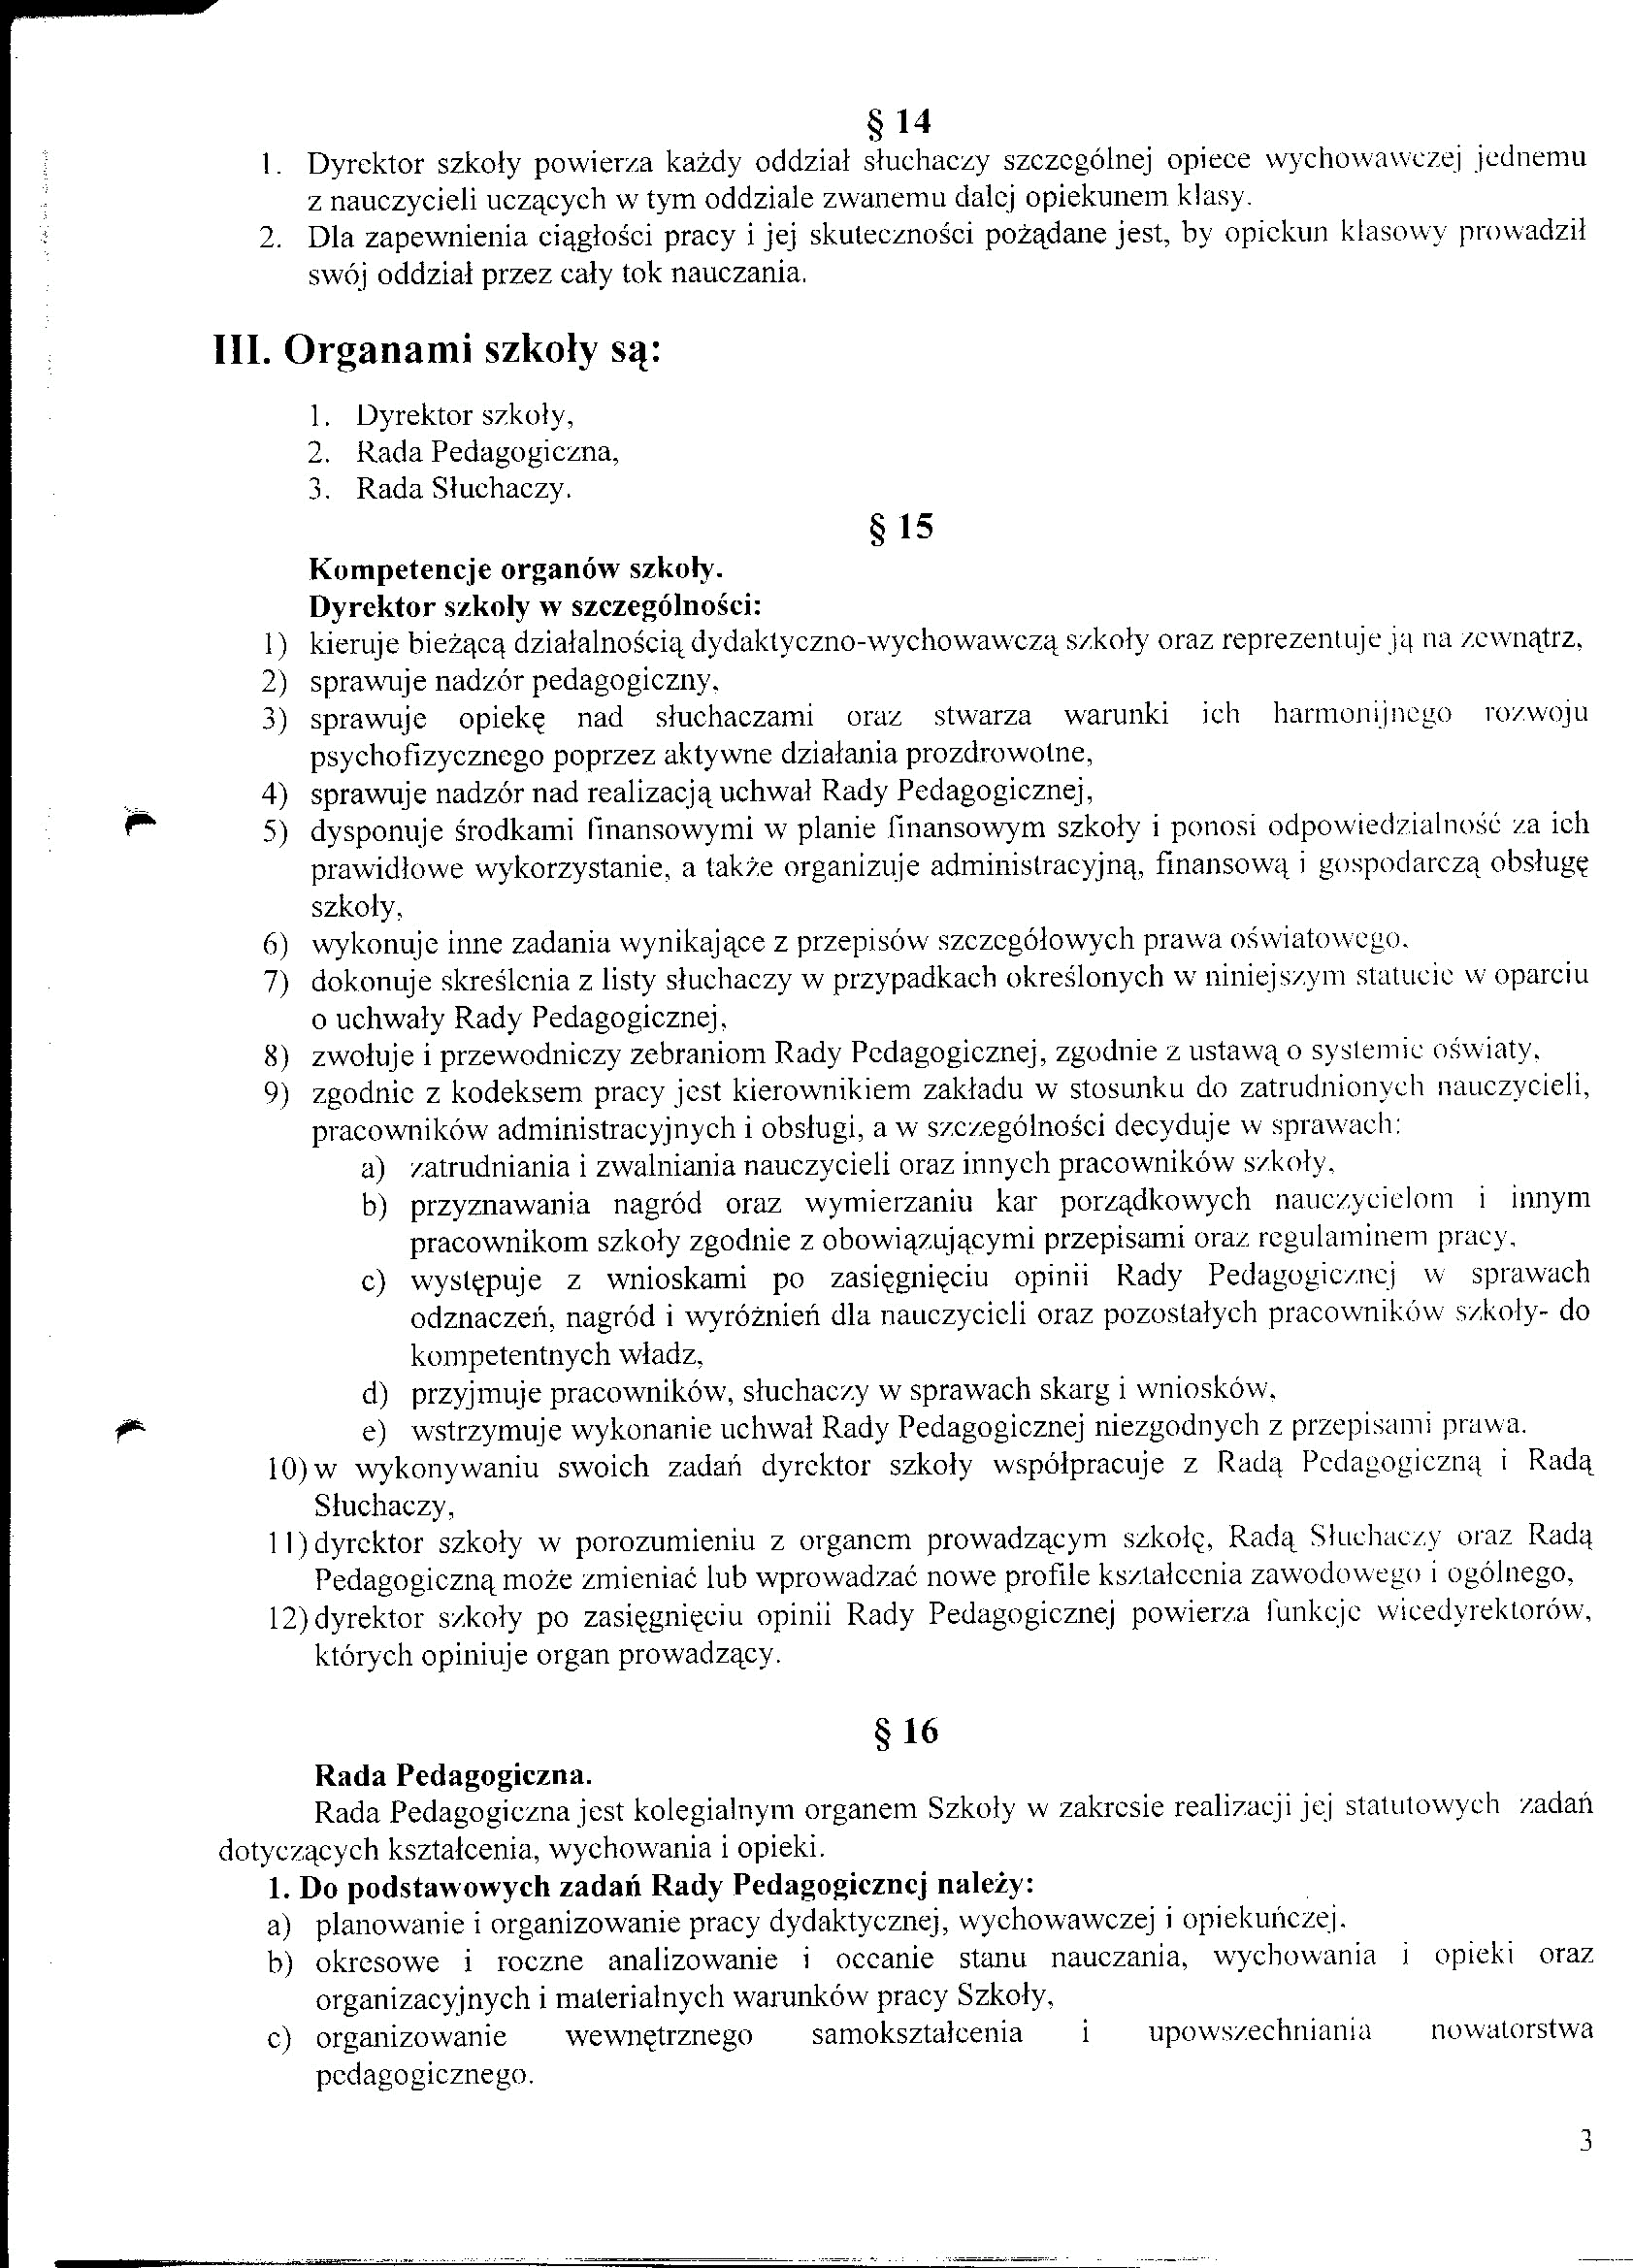 § 14
1. Dyrektor szkoły powierza każdy oddział słuchaczy szczególnej opiece wychowawczej jednemu
z nauczycieli uczących w tym oddziale zwanemu dalej opiekunem klasy.
2. Dla zapewnienia ciągłości pracy i jej skuteczności pożądane jest, by opiekun klasowy prowadził
swój oddział przez cały tok nauczania.
III. Organami szkoły są:
1. Dyrektor szkoły,
2. Rada Pedagogiczna,
3. Rada Słuchaczy.
§ 15
Kompetencje organów szkoły.
Dyrektor szkoły w szczególności:
1) kieruje bieżącą działalnością dydaktyczno-wychowawczą szkoły oraz reprezentuje ją na zewnątrz,
2) sprawuje nadzór pedagogiczny,
3) sprawuje opiekę nad słuchaczami oraz stwarza warunki ich harmonijnego rozwoju
psychofizycznego poprzez aktywne działania prozdrowotne,
4) sprawuje nadzór nad realizacją uchwał Rady Pedagogicznej,
5) dysponuje środkami finansowymi w planie finansowym szkoły i ponosi odpowiedzialność za ich
prawidłowe wykorzystanie, a także organizuje administracyjną, finansową i gospodarczą obsługę
szkoły,
6) wykonuje inne zadania wynikające z przepisów szczegółowych prawa oświatowego.
7) dokonuje skreślenia z listy słuchaczy w przypadkach określonych w niniejszym statucie w oparciu
o uchwały Rady Pedagogicznej,
8) zwołuje i przewodniczy zebraniom Rady Pedagogicznej, zgodnie z ustawą o systemie oświaty,
9) zgodnie z kodeksem pracy jest kierownikiem zakładu w stosunku do zatrudnionych nauczycieli,
pracowników administracyjnych i obsługi, a w szczególności decyduje w sprawach:
a) zatrudniania i zwalniania nauczycieli oraz innych pracowników szkoły,
b) przyznawania nagród oraz wymierzaniu kar porządkowych nauczycielom i innym
pracownikom szkoły zgodnie z obowiązującymi przepisami oraz regulaminem pracy,
c) występuje z wnioskami po zasięgnięciu opinii Rady Pedagogicznej w sprawach
odznaczeń, nagród i wyróżnień dla nauczycieli oraz pozostałych pracowników szkoły- do
kompetentnych władz,
d) przyjmuje pracowników, słuchaczy w sprawach skarg i wniosków,
e) wstrzymuje wykonanie uchwał Rady Pedagogicznej niezgodnych z przepisami prawa.
10) w wykonywaniu swoich zadań dyrektor szkoły współpracuje z Radą Pedagogiczną i Radą
Słuchaczy,
11) dyrektor szkoły w porozumieniu z organem prowadzącym szkołę, Radą Słuchaczy oraz Radą
Pedagogiczną może zmieniać lub wprowadzać nowe profile kształcenia zawodowego i ogólnego,
12) dyrektor szkoły po zasięgnięciu opinii Rady Pedagogicznej powierza funkcje wicedyrektorów,
których opiniuje organ prowadzący.
§ 16
Rada Pedagogiczna.
Rada Pedagogiczna jest kolegialnym organem Szkoły w zakresie realizacji jej statutowych zadań
dotyczących kształcenia, wychowania i opieki.
1. Do podstawowych zadań Rady Pedagogicznej należy:
a) planowanie i organizowanie pracy dydaktycznej, wychowawczej i opiekuńczej.
b) okresowe i roczne analizowanie i ocenie stanu nauczania, wychowania i opieki oraz
organizacyjnych i materialnych warunków pracy Szkoły,
c) organizowanie wewnętrznego samokształcenia i upowszechniania nowatorstwa
pedagogicznego.
3